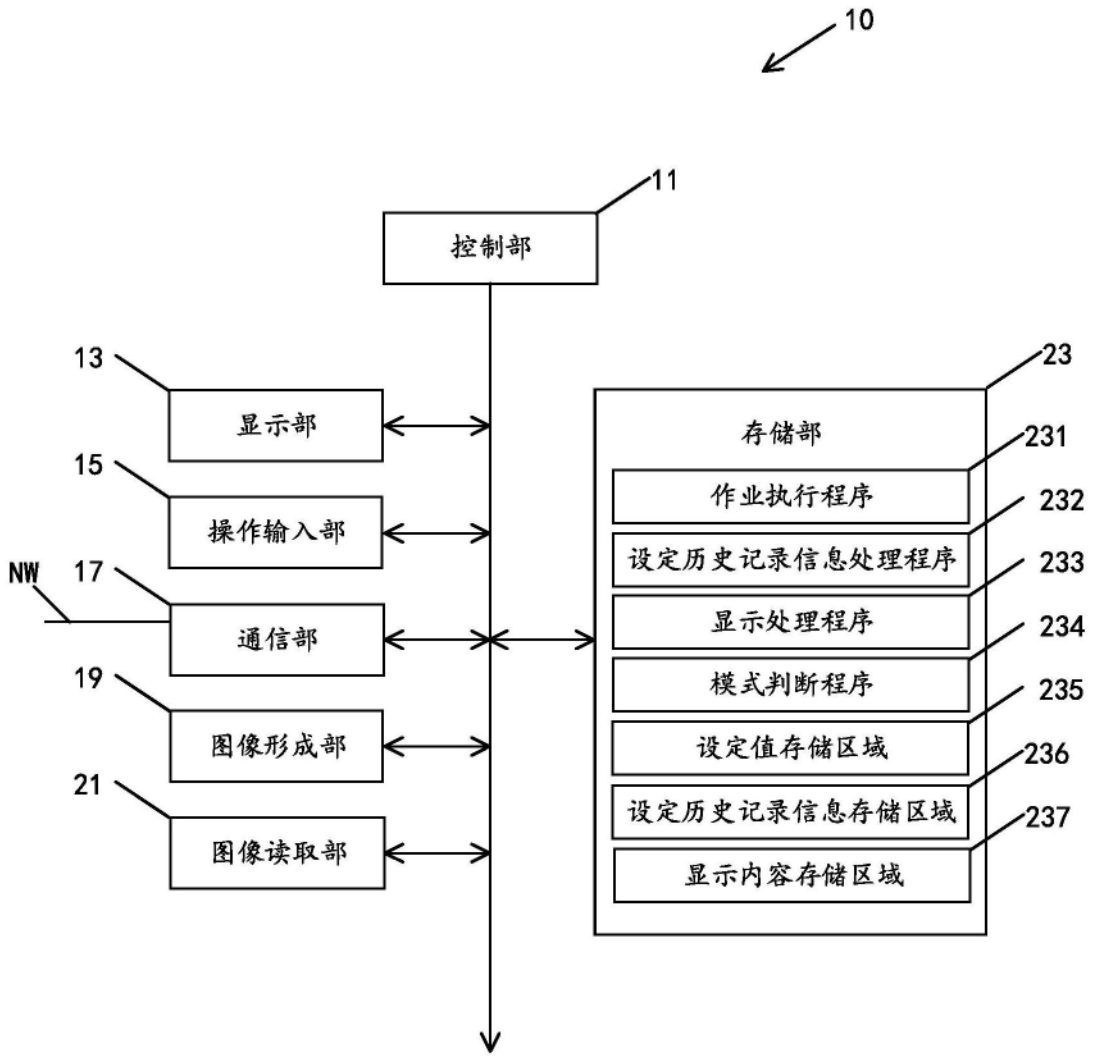 10
11
控制部
13
显示部
15
操作输入部
NW
17
通信部
19
图像形成部
21
图像读取部
23
存储部
231
作业执行程序
232
设定历史记录信息处理程序
233
显示处理程序
234
模式判断程序
235
设定值存储区域
236
设定历史记录信息存储区域
237
显示内容存储区域